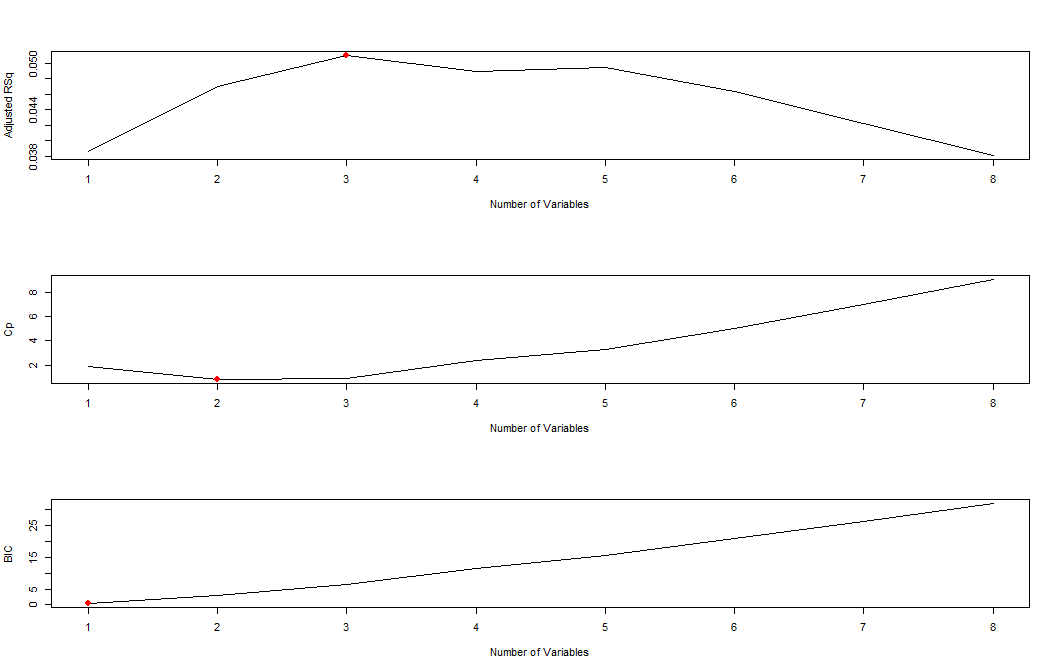 Adjusted RSq
0.050
0.044
0.038
1 2 3 4 5 6 7 8
Number of Variables
Cp
8
6
4
2
1 2 3 4 5 6 7 8
Number of Variables
BIC
25
15
5
0
1 2 3 4 5 6 7 8
Number of Variables